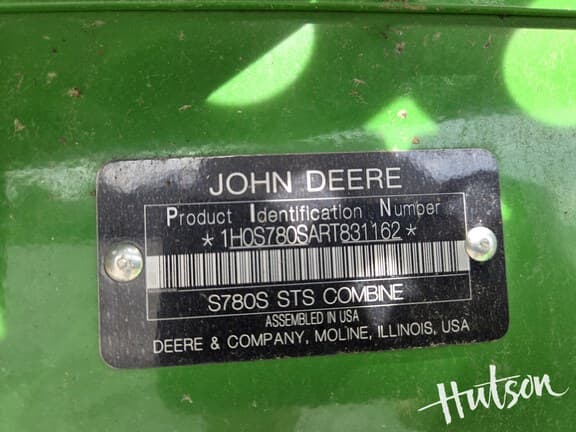 JOHN DEERE
Product Identification Number
*1H0S780SART831162*
S780S STS COMBINE
ASSEMBLED IN USA
DEERE & COMPANY, MOLINE, ILLINOIS, USA
Hutson